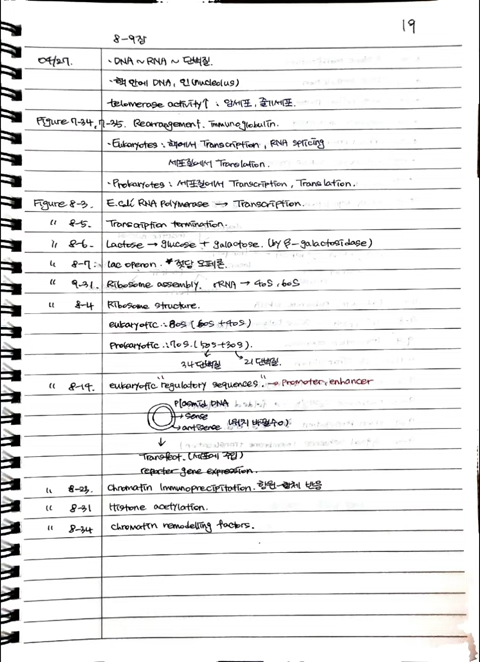 19
8-9장
04/27. ·DNA ~ RNA ~ 단백질.
·핵 안에 DNA, 인(nucleolus)
telomerase activity↑ : 암세포, 줄기세포.
Figure 7-34, 7-35. Rearrangement. Immunoglobulin.
·Eukaryotes : 핵에서 Transcription, RNA splicing
세포질에서 Translation.
·Prokaryotes : 세포질에서 Transcription, Translation.
Figure 8-3. E.coli RNA Polymerase → Transcription.
" 8-5. Transcription termination.
" 8-6. Lactose → glucose + galactose. (by β-galactosidase)
" 8-7 : lac operon. * 젖당 오페론.
" 9-31. Ribosome assembly. rRNA → 40S, 60S
" 8-4 Ribosome structure.
eukaryotic : 80S (60S + 40S)
Prokaryotic : 70S. (50S + 30S).
34 단백질 21 단백질.
" 8-19. eukaryotic "regulatory sequences." → Promoter, enhancer
Plasmid DNA
sense
antisense
Transfect. (세포에 주입)
reporter gene expression.
" 8-23. Chromatin Immunoprecipitation. 항원-항체 반응
" 8-31 Histone acetylation.
" 8-34 chromatin remodeling factors.